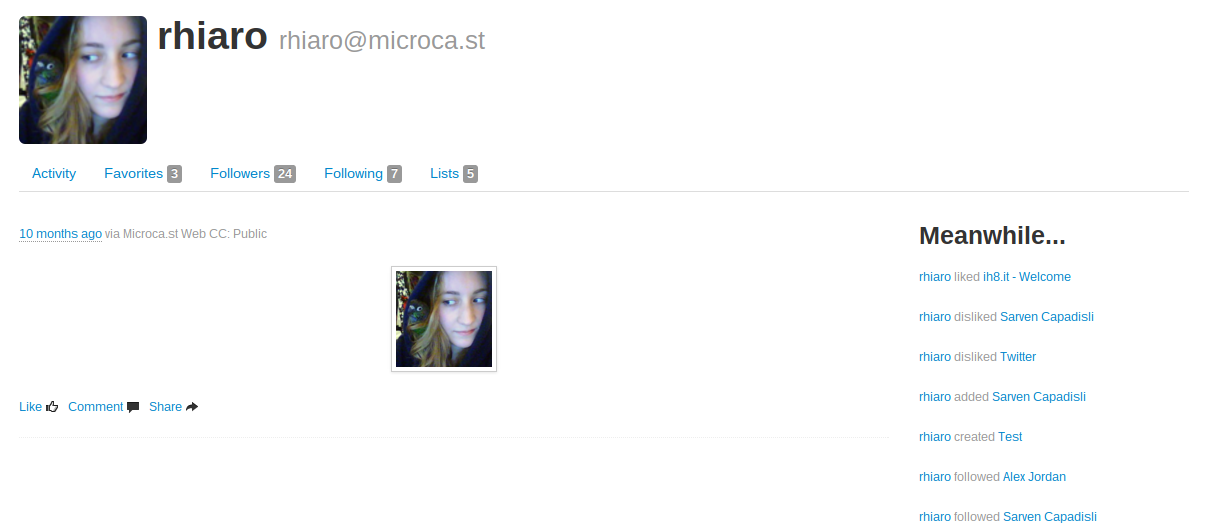 rhiaro rhiaro@microca.st
Activity Favorites 3 Followers 24 Following 7 Lists 5
10 months ago via Microca.st Web CC: Public
Like Comment Share
Meanwhile...
rhiaro liked ih8.it - Welcome
rhiaro disliked Sarven Capadisli
rhiaro disliked Twitter
rhiaro added Sarven Capadisli
rhiaro created Test
rhiaro followed Alex Jordan
rhiaro followed Sarven Capadisli